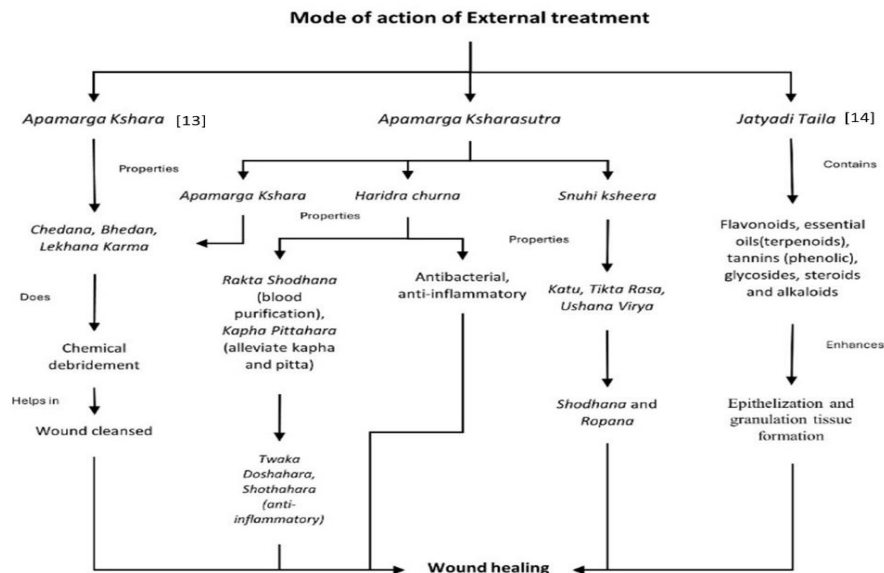 Mode of action of External treatment
Apamarga Kshara [13]
Apamarga Ksharasutra
Jatyadi Taila [14]
Properties
Contains
Apamarga Kshara
Haridra churna
Snuhi ksheera
Properties
Properties
Chedana, Bhedan,
Lekhana Karma
Flavonoids, essential
oils(terpenoids),
tannins (phenolic),
glycosides, steroids
and alkaloids
Rakta Shodhana
(blood
purification),
Kapha Pittahara
(alleviate kapha
and pitta)
Antibacterial,
anti-inflammatory
Katu, Tikta Rasa,
Ushana Virya
Does
Chemical
debridement
Enhances
Helps in
Wound cleansed
Shodhana and
Ropana
Epithelization and
granulation tissue
formation
Twaka
Doshahara,
Shothahara
(anti-
inflammatory)
Wound healing